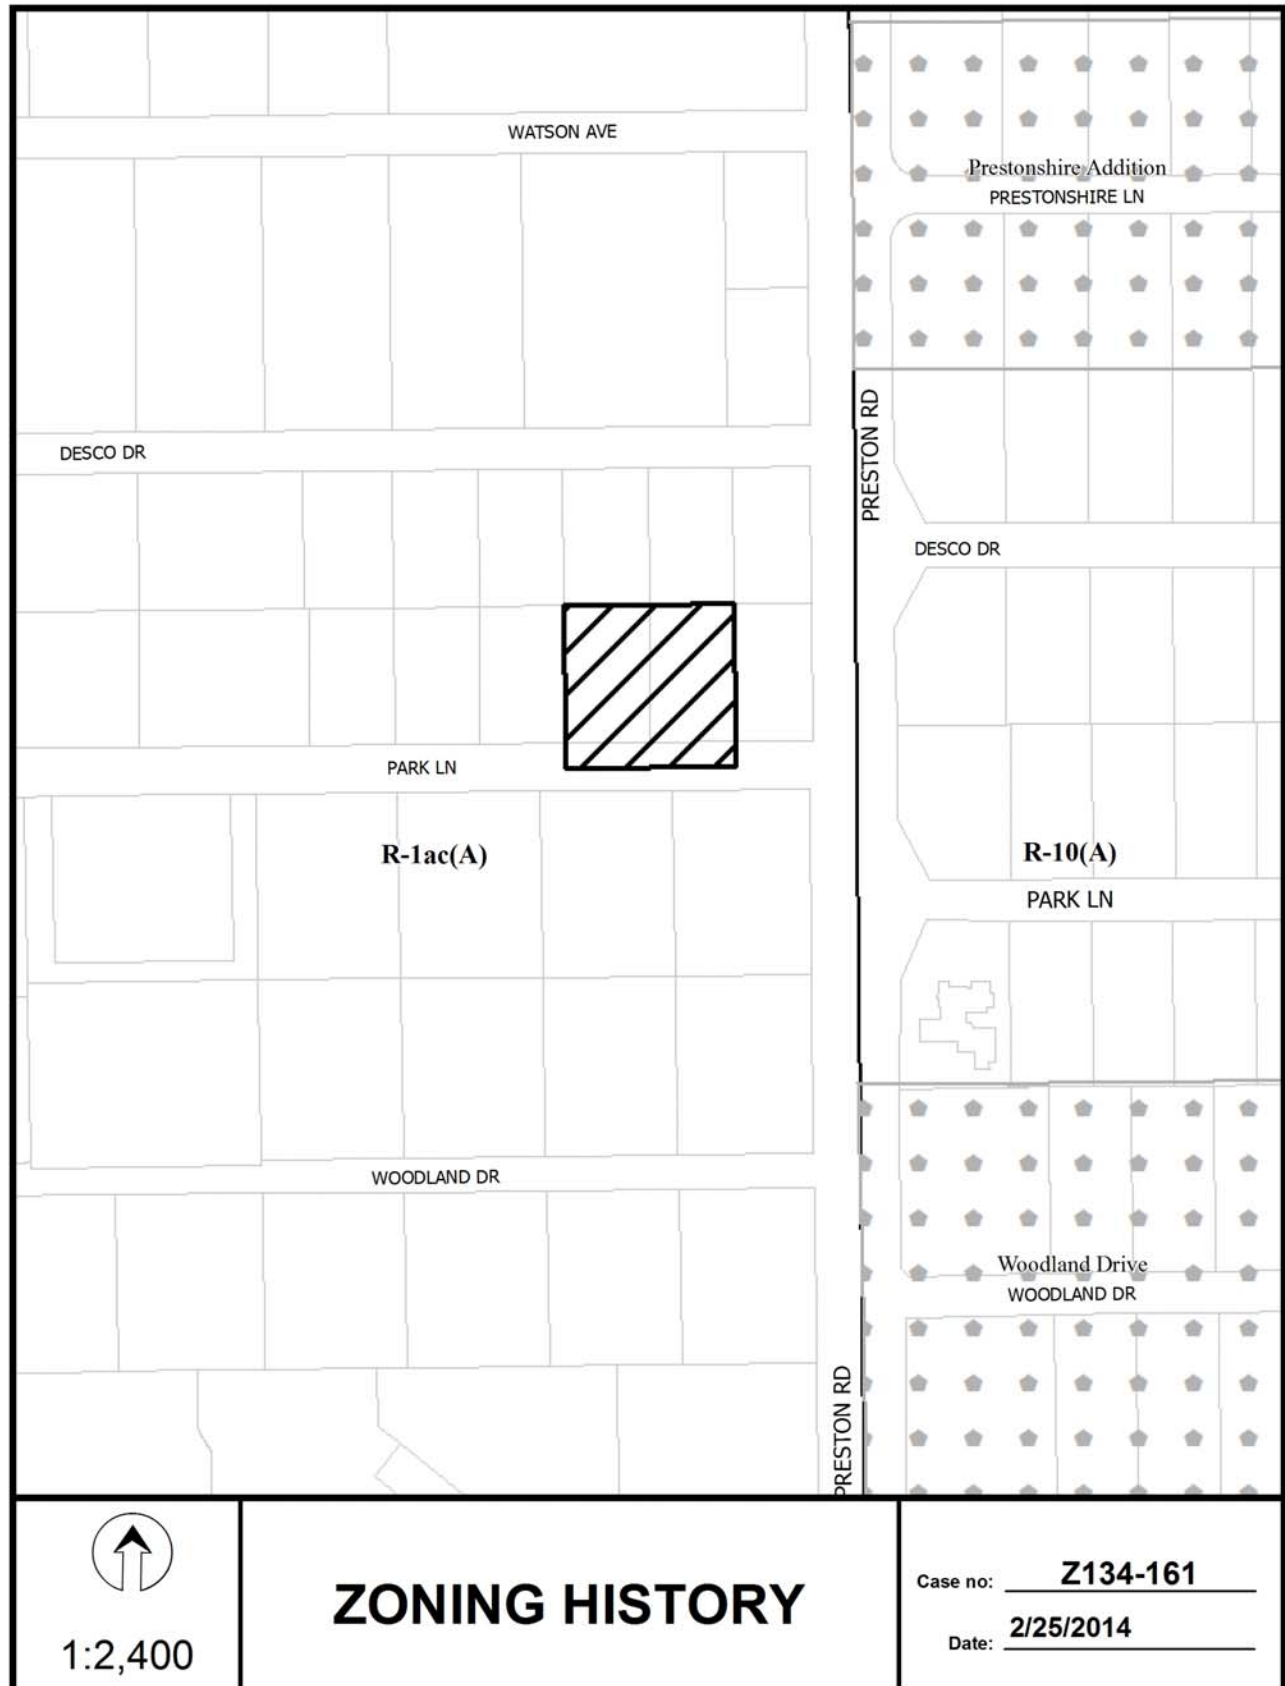 WATSON AVE
Prestonshire Addition
PRESTONSHIRE LN
PRESTON RD
DESCO DR
DESCO DR
PARK LN
R-1ac(A)
R-10(A)
PARK LN
WOODLAND DR
Woodland Drive
WOODLAND DR
PRESTON RD
1:2,400
ZONING HISTORY
Case no: Z134-161
Date: 2/25/2014